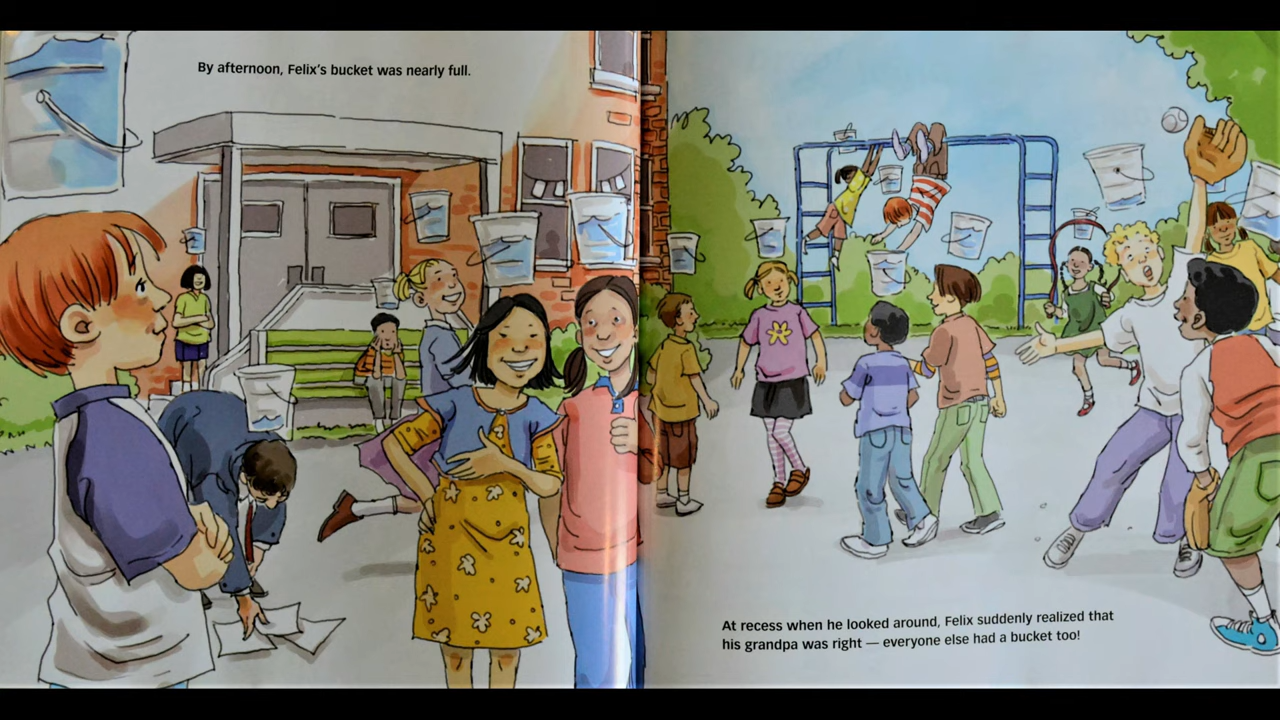 By afternoon, Felix's bucket was nearly full.
At recess when he looked around, Felix suddenly realized that
his grandpa was right — everyone else had a bucket too!